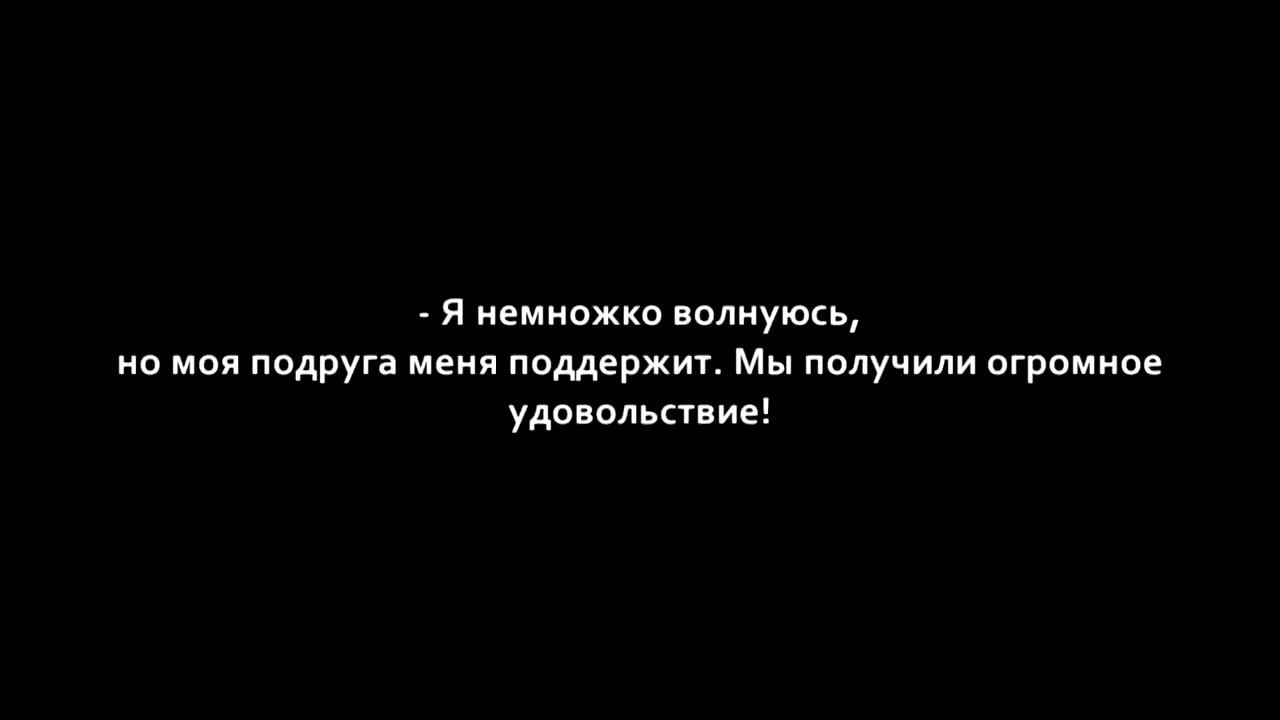 - Я немножко волнуюсь,
но моя подруга меня поддержит. Мы получили огромное
удовольствие!